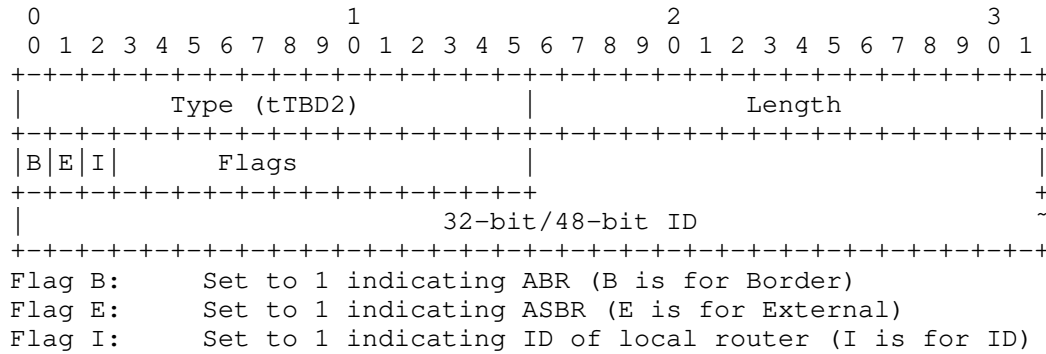 0                   1                   2                   3
 0 1 2 3 4 5 6 7 8 9 0 1 2 3 4 5 6 7 8 9 0 1 2 3 4 5 6 7 8 9 0 1
+-+-+-+-+-+-+-+-+-+-+-+-+-+-+-+-+-+-+-+-+-+-+-+-+-+-+-+-+-+-+-+-+
|         Type (tTBD2)          |             Length            |
+-+-+-+-+-+-+-+-+-+-+-+-+-+-+-+-+-+-+-+-+-+-+-+-+-+-+-+-+-+-+-+-+
|B|E|I|      Flags              |                               |
+-+-+-+-+-+-+-+-+-+-+-+-+-+-+-+-+                               +
|                          32-bit/48-bit ID                     ~
+-+-+-+-+-+-+-+-+-+-+-+-+-+-+-+-+-+-+-+-+-+-+-+-+-+-+-+-+-+-+-+-+
Flag B:     Set to 1 indicating ABR (B is for Border)
Flag E:     Set to 1 indicating ASBR (E is for External)
Flag I:     Set to 1 indicating ID of local router (I is for ID)